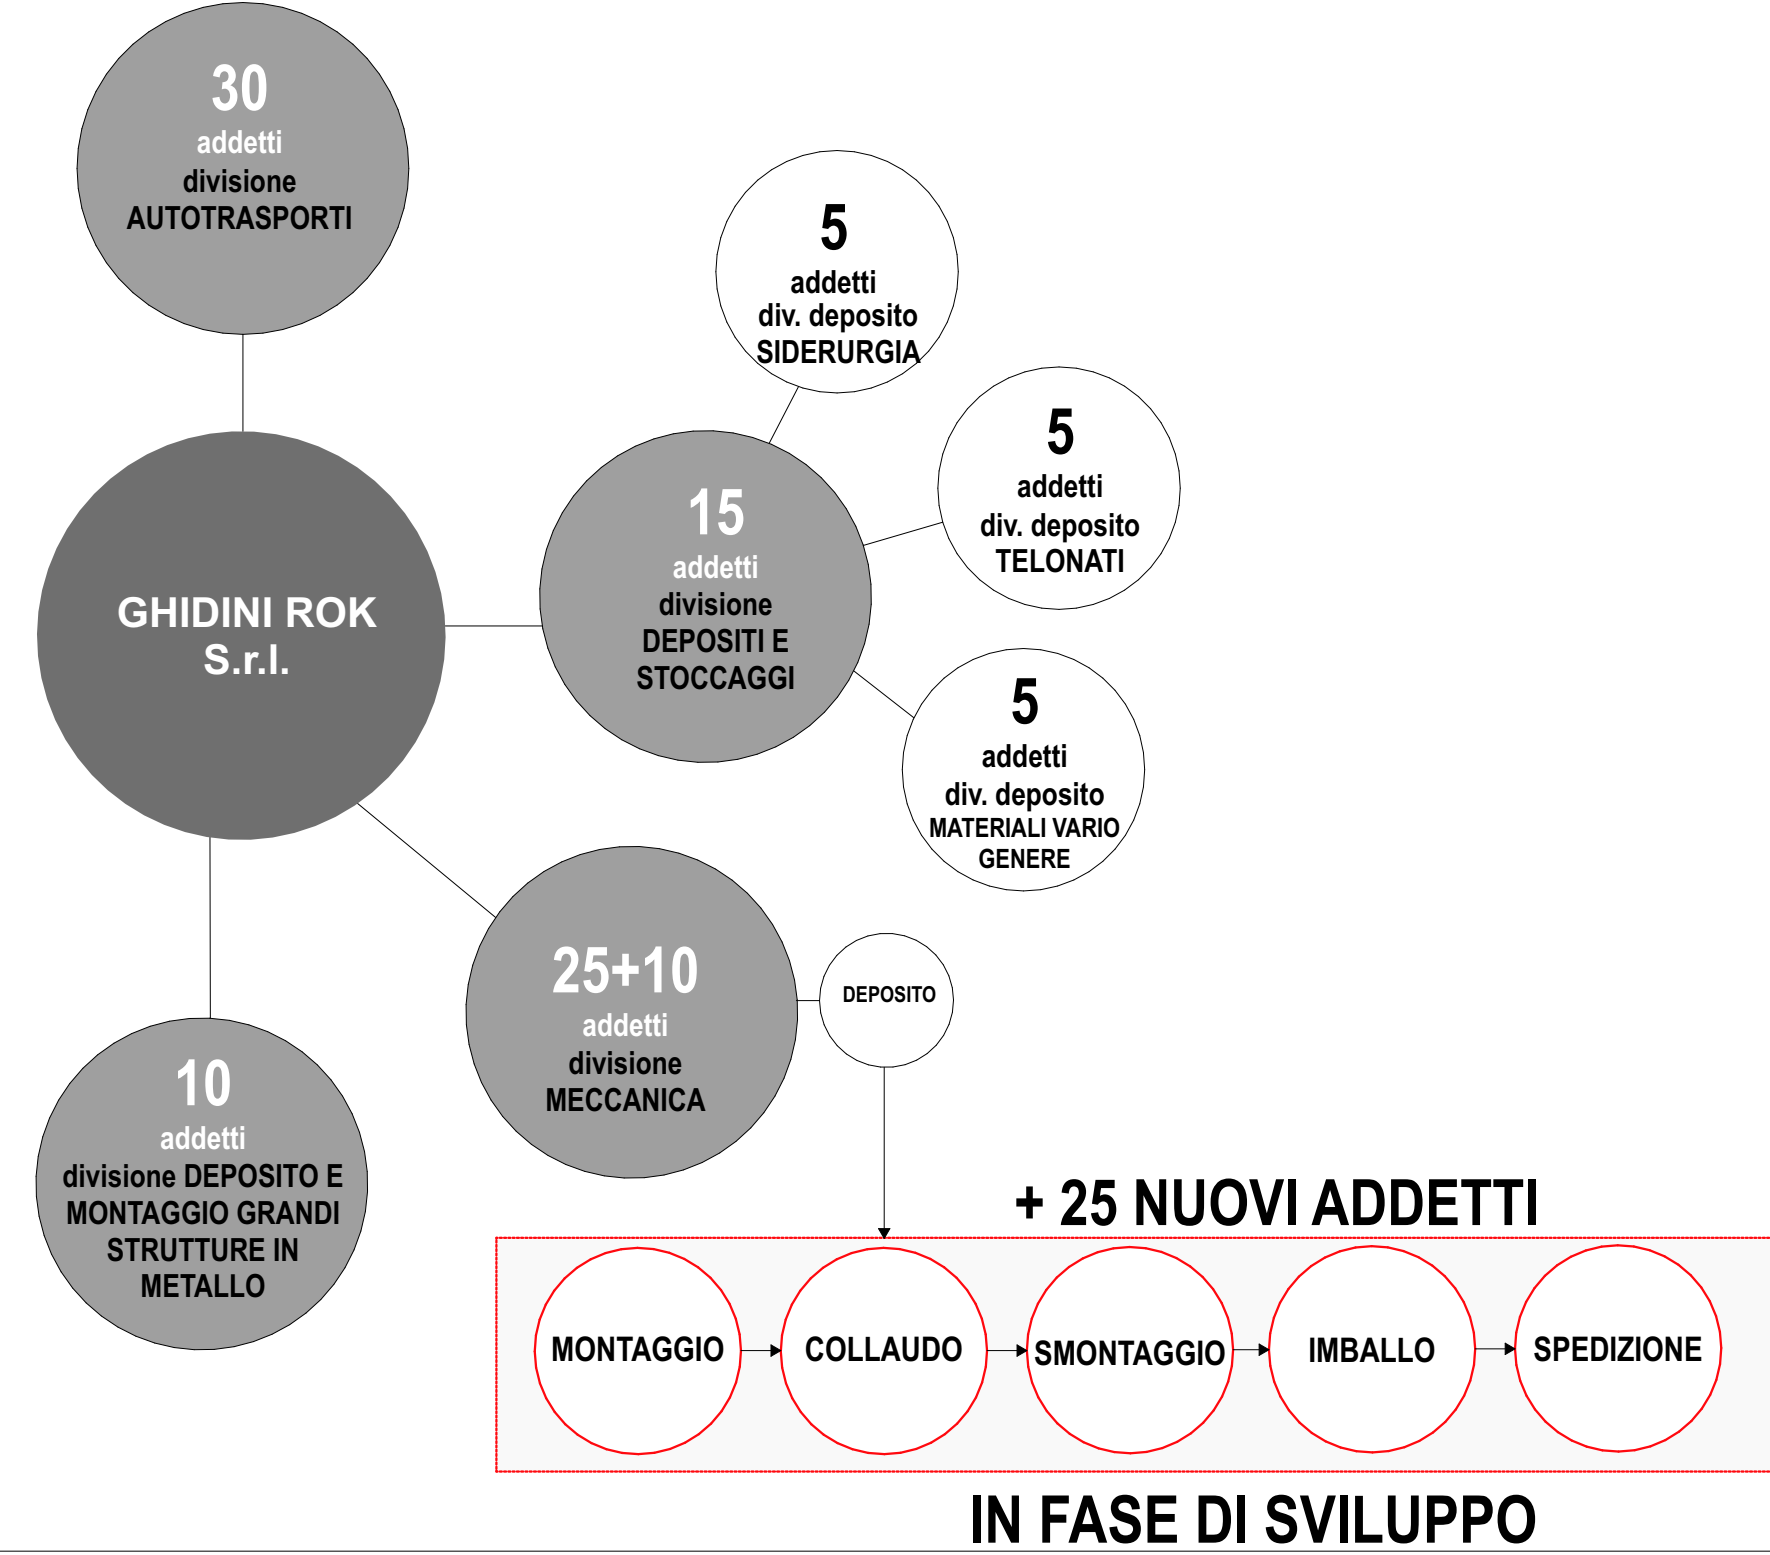 30
addetti
divisione
AUTOTRASPORTI
5
addetti
div. deposito
SIDERURGIA
5
addetti
div. deposito
TELONATI
15
addetti
divisione
DEPOSITI E
STOCCAGGI
GHIDINI ROK
S.r.l.
5
addetti
div. deposito
MATERIALI VARIO
GENERE
25+10
addetti
divisione
MECCANICA
DEPOSITO
10
addetti
divisione DEPOSITO E
MONTAGGIO GRANDI
STRUTTURE IN
METALLO
+ 25 NUOVI ADDETTI
MONTAGGIO
COLLAUDO
SMONTAGGIO
IMBALLO
SPEDIZIONE
IN FASE DI SVILUPPO